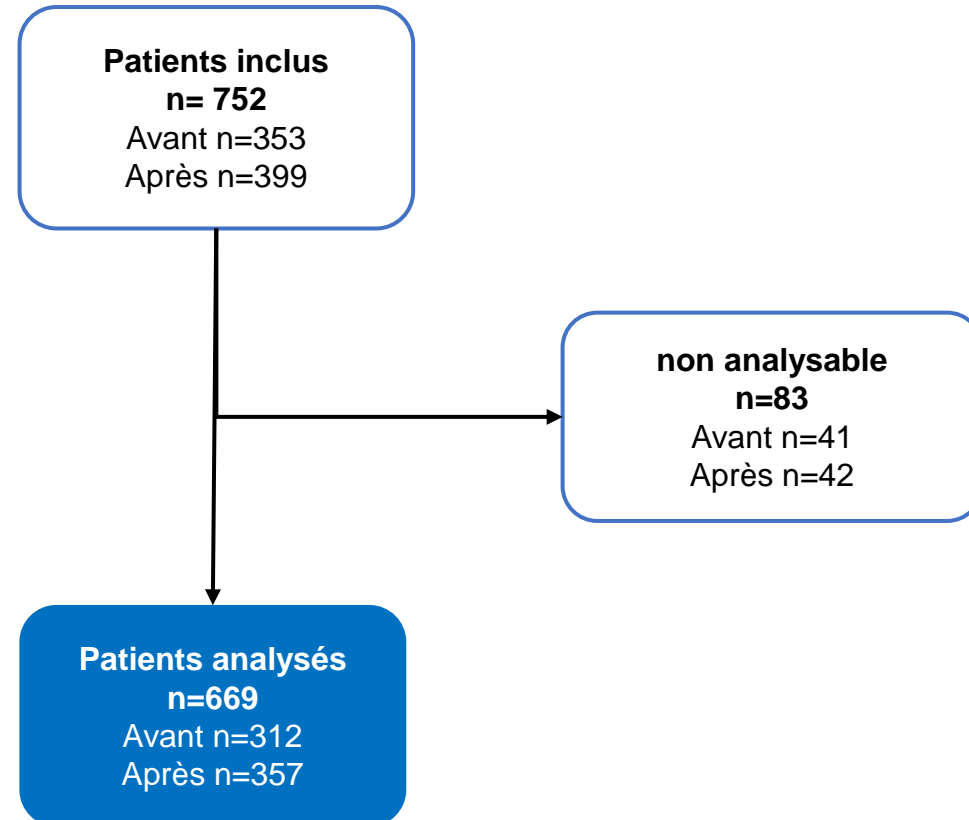 Patients inclus
n= 752
Avant n=353
Après n=399
non analysable
n=83
Avant n=41
Après n=42
Patients analysés
n=669
Avant n=312
Après n=357